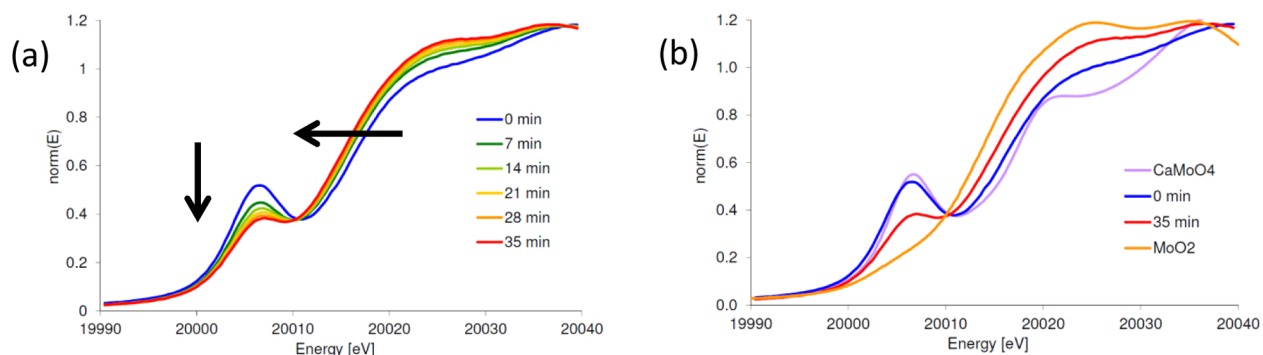 (a)
norm(E)
1.2
1
0.8
0.6
0.4
0.2
0
19990
20000
20010
20020
20030
20040
Energy [eV]
0 min
7 min
14 min
21 min
28 min
35 min
(b)
norm(E)
1.2
1.0
0.8
0.6
0.4
0.2
0.0
19990
20000
20010
20020
20030
20040
Energy [eV]
CaMoO4
0 min
35 min
MoO2